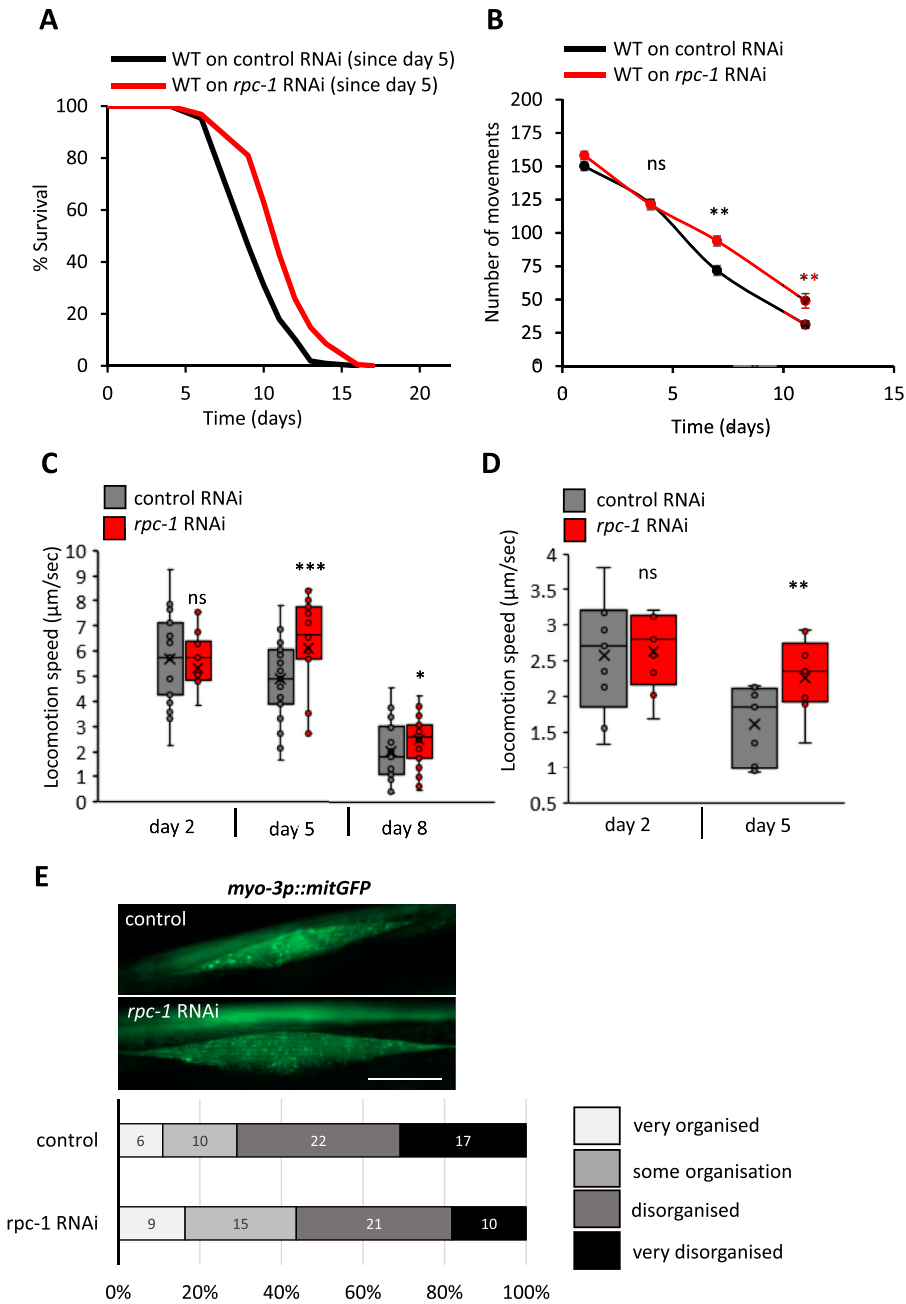 A
WT on control RNAi (since day 5)
WT on rpc-1 RNAi (since day 5)
100
80
60
40
20
0
% Survival
0 5 10 15 20
Time (days)
B
WT on control RNAi
WT on rpc-1 RNAi
200
175
150
125
100
75
50
25
0
Number of movements
ns
**
**
0 5 10 15
Time (days)
C
control RNAi
rpc-1 RNAi
10
9
8
7
6
5
4
3
2
1
0
Locomotion speed (µm/sec)
ns
***
*
day 2 day 5 day 8
D
control RNAi
rpc-1 RNAi
4
3.5
3
2.5
2
1.5
1
0.5
Locomotion speed (µm/sec)
ns
**
day 2 day 5
E
myo-3p::mitGFP
control
rpc-1 RNAi
control 6 10 22 17
rpc-1 RNAi 9 15 21 10
0% 20% 40% 60% 80% 100%
very organised
some organisation
disorganised
very disorganised